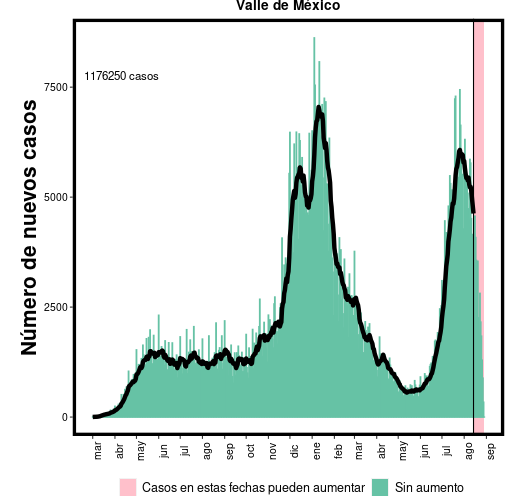 Valle de México
1176250 casos
Número de nuevos casos
7500
5000
2500
0
mar
abr
may
jun
jul
ago
sep
oct
nov
dic
ene
feb
mar
abr
may
jun
jul
ago
sep
Casos en estas fechas pueden aumentar
Sin aumento